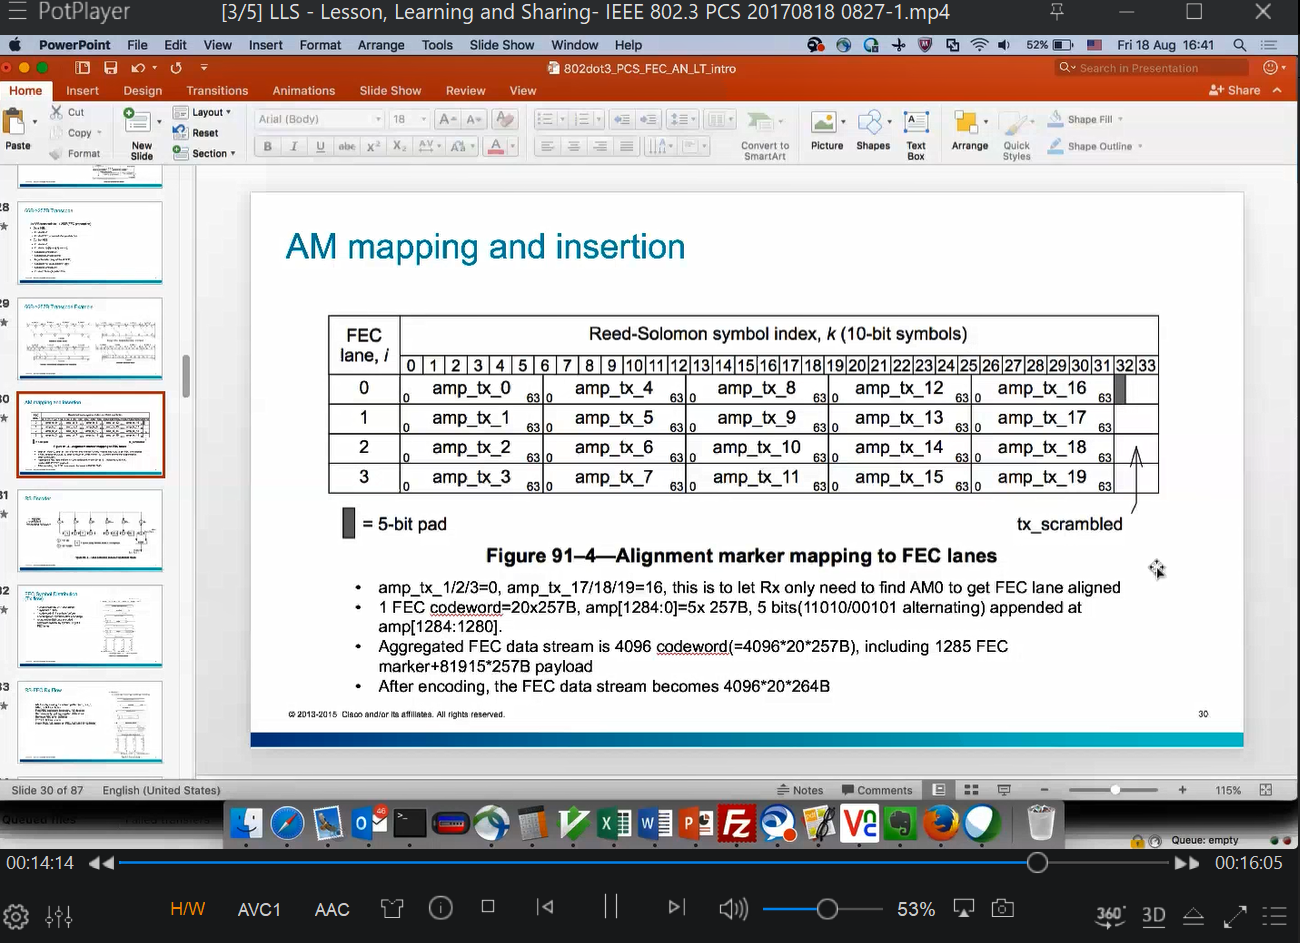 PotPlayer
[3/5] LLS - Lesson, Learning and Sharing- IEEE 802.3 PCS 20170818 0827-1.mp4
PowerPoint File Edit View Insert Format Arrange Tools Slide Show Window Help
52% Fri 18 Aug 16:41
802dot3_PCS_FEC_AN_LT_intro
Search in Presentation
Home Insert Design Transitions Animations Slide Show Review View
Share
Paste
Cut
Copy
Format
New Slide
Layout
Reset
Section
Arial (Body) 18
B I U abc X² X₂ AV Aa A
Convert to SmartArt
Picture
Shapes
Text Box
Arrange
Quick Styles
Shape Fill
Shape Outline
AM mapping and insertion
FEC lane, i
Reed-Solomon symbol index, k (10-bit symbols)
0 1 2 3 4 5 6 7 8 9 10 11 12 13 14 15 16 17 18 19 20 21 22 23 24 25 26 27 28 29 30 31 32 33
0 0 amp_tx_0 63 0 amp_tx_4 63 0 amp_tx_8 63 0 amp_tx_12 63 0 amp_tx_16 63
1 0 amp_tx_1 63 0 amp_tx_5 63 0 amp_tx_9 63 0 amp_tx_13 63 0 amp_tx_17 63
2 0 amp_tx_2 63 0 amp_tx_6 63 0 amp_tx_10 63 0 amp_tx_14 63 0 amp_tx_18 63
3 0 amp_tx_3 63 0 amp_tx_7 63 0 amp_tx_11 63 0 amp_tx_15 63 0 amp_tx_19 63
= 5-bit pad
tx_scrambled
Figure 91–4—Alignment marker mapping to FEC lanes
• amp_tx_1/2/3=0, amp_tx_17/18/19=16, this is to let Rx only need to find AM0 to get FEC lane aligned
• 1 FEC codeword=20x257B, amp[1284:0]=5x 257B, 5 bits(11010/00101 alternating) appended at
amp[1284:1280].
• Aggregated FEC data stream is 4096 codeword(=4096*20*257B), including 1285 FEC
marker+81915*257B payload
• After encoding, the FEC data stream becomes 4096*20*264B
© 2013-2015 Cisco and/or its affiliates. All rights reserved.
30
Slide 30 of 87 English (United States)
Notes Comments
115%
Queue: empty
00:14:14
00:16:05
H/W AVC1 AAC
53%
360°
3D